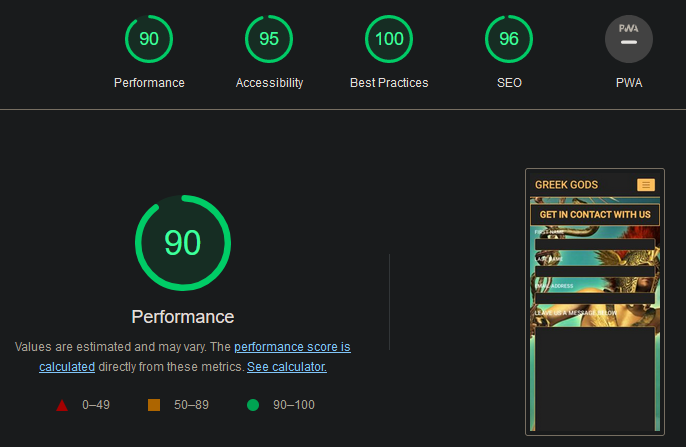 90
95
100
96
PWA
Performance
Accessibility
Best Practices
SEO
PWA
90
Performance
Values are estimated and may vary. The performance score is
calculated directly from these metrics. See calculator.
0–49
50–89
90–100
GREEK GODS
GET IN CONTACT WITH US
FIRST NAME
LAST NAME
EMAIL ADDRESS
LEAVE US A MESSAGE BELOW